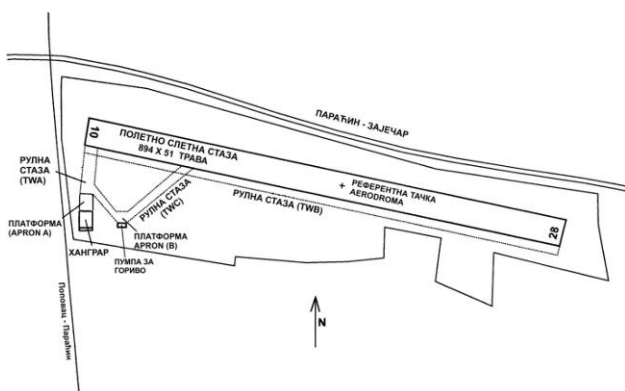 ПАРАЋИН - ЗАЈЕЧАР
10
ПОЛЕТНО СЛЕТНА СТАЗА
894 X 51 ТРАВА
РУЛНА
СТАЗА
(TWA)
РЕФЕРЕНТНА ТАЧКА
AERODROMA
РУЛНА СТАЗА (TWB)
28
РУЛНА СТАЗА
(TWC)
ПЛАТФОРМА
(APRON A)
ПЛАТФОРМА
APRON (B)
ХАНГРАР
ПУМПА ЗА
ГОРИВО
Поповац - Параћин
N